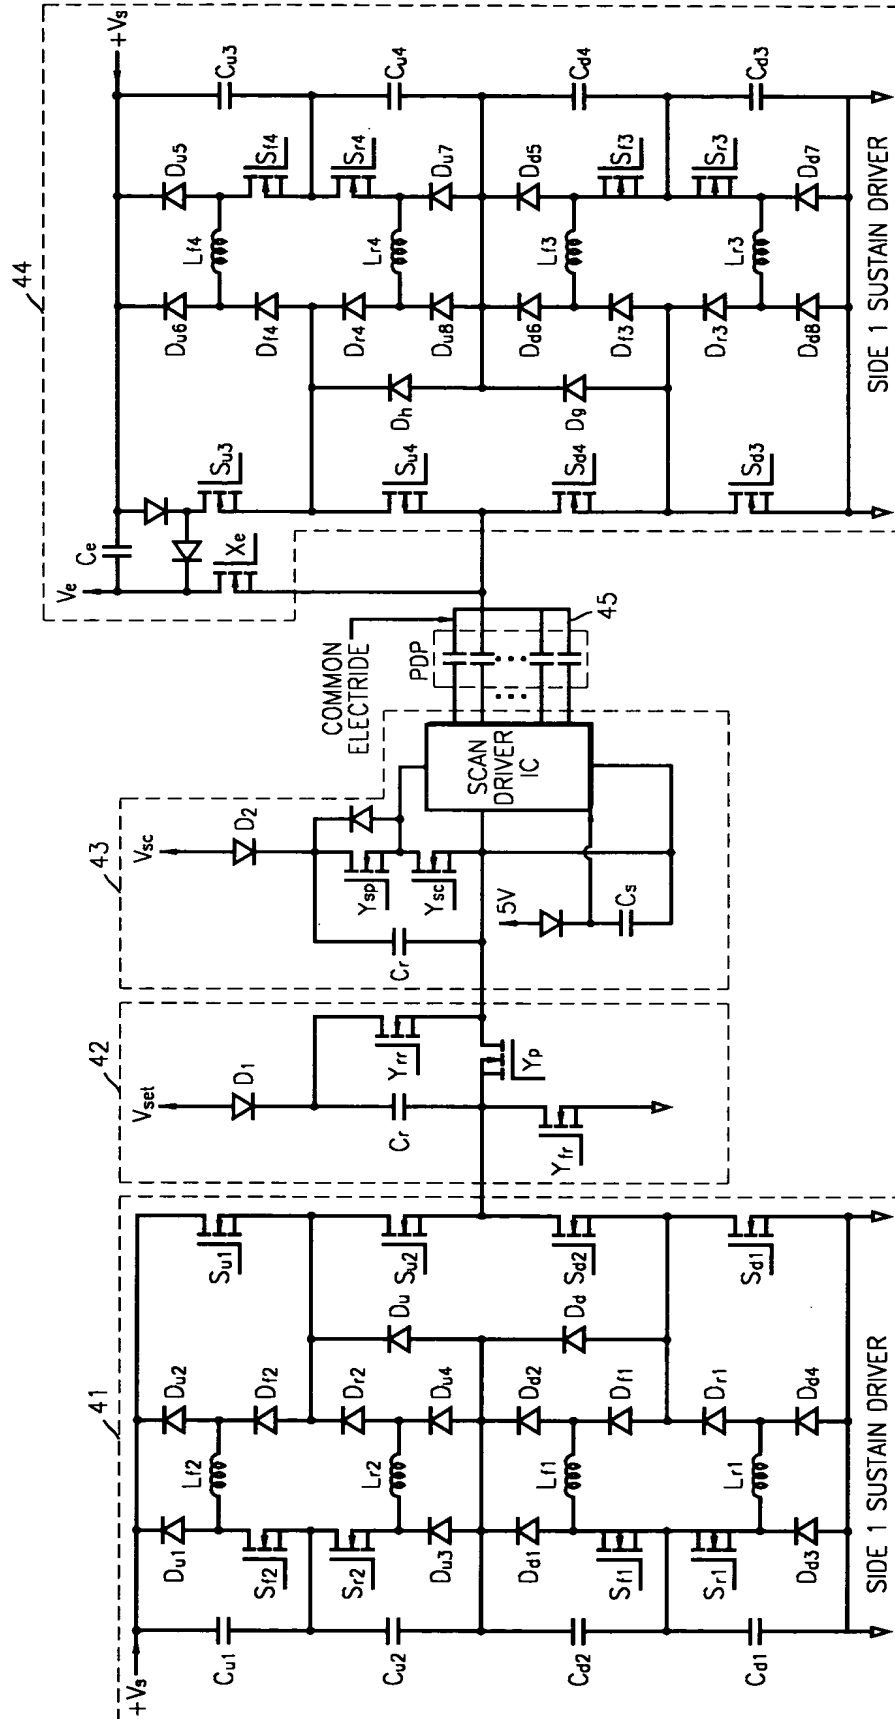 41
+Vs
Cu1
Cu2
Cd2
Cd1
Du1
Sf2
Sr2
Du3
Dd1
Sf1
Sr1
Dd3
Lf2
Lr2
Lf1
Lr1
Du2
Df2
Dr2
Du4
Dd2
Df1
Dr1
Dd4
Du
Dd
Su1
Su2
Sd2
Sd1
SIDE 1 SUSTAIN DRIVER
42
Vset
D1
Cr
Yrr
Yp
Yfr
43
Vsc
D2
Cr
Ysp
Ysc
5V
Cs
SCAN
DRIVER
IC
COMMON
ELECTRIDE
PDP
45
44
Ve
Ce
Xe
+Vs
Su3
Su4
Sd4
Sd3
Dh
Dg
Du6
Df4
Dr4
Du8
Dd6
Df3
Dr3
Dd8
Lf4
Lr4
Lf3
Lr3
Du5
Sf4
Sr4
Du7
Dd5
Sf3
Sr3
Dd7
Cu3
Cu4
Cd4
Cd3
SIDE 1 SUSTAIN DRIVER